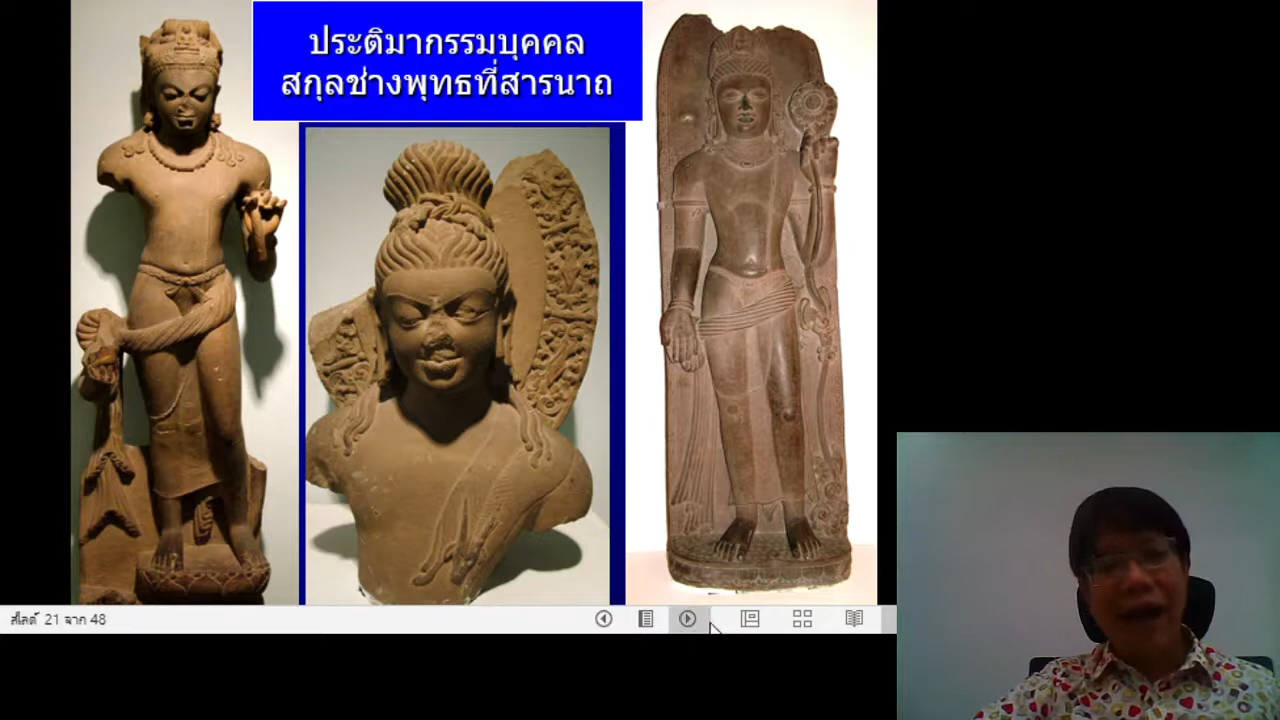 ประติมากรรมบุคคล
สกุลช่างพุทธที่สารนาถ
สไลด์ 21 จาก 48